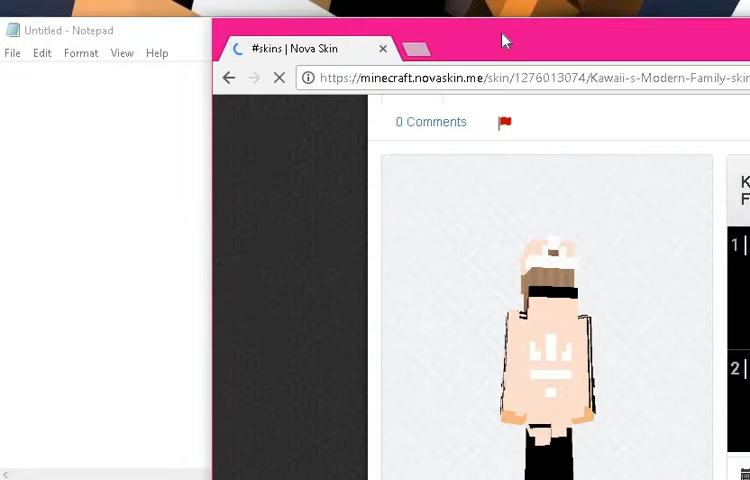 Untitled - Notepad
File Edit Format View Help
#skins | Nova Skin
https://minecraft.novaskin.me/skin/1276013074/Kawaii-s-Modern-Family-skin
0 Comments
K
F
1|
2|